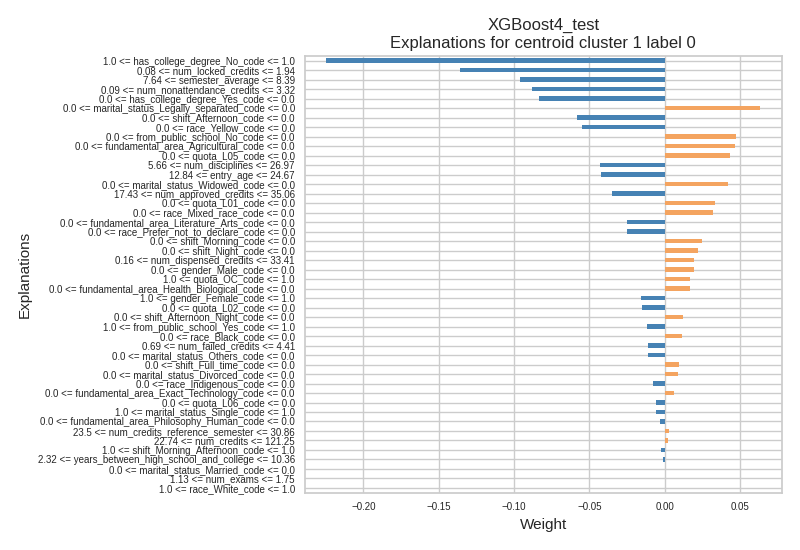 XGBoost4_test
Explanations for centroid cluster 1 label 0
1.0 <= has_college_degree_No_code <= 1.0
0.08 <= num_locked_credits <= 1.94
7.64 <= semester_average <= 8.39
0.09 <= num_nonattendance_credits <= 3.32
0.0 <= has_college_degree_Yes_code <= 0.0
0.0 <= marital_status_Legally_separated_code <= 0.0
0.0 <= shift_Afternoon_code <= 0.0
0.0 <= race_Yellow_code <= 0.0
0.0 <= from_public_school_No_code <= 0.0
0.0 <= fundamental_area_Agricultural_code <= 0.0
0.0 <= quota_L05_code <= 0.0
5.66 <= num_disciplines <= 26.97
12.84 <= entry_age <= 24.67
0.0 <= marital_status_Widowed_code <= 0.0
17.43 <= num_approved_credits <= 35.06
0.0 <= quota_L01_code <= 0.0
0.0 <= race_Mixed_race_code <= 0.0
0.0 <= fundamental_area_Literature_Arts_code <= 0.0
0.0 <= race_Prefer_not_to_declare_code <= 0.0
0.0 <= shift_Morning_code <= 0.0
0.0 <= shift_Night_code <= 0.0
0.16 <= num_dispensed_credits <= 33.41
0.0 <= gender_Male_code <= 0.0
1.0 <= quota_OC_code <= 1.0
0.0 <= fundamental_area_Health_Biological_code <= 0.0
1.0 <= gender_Female_code <= 1.0
0.0 <= quota_L02_code <= 0.0
0.0 <= shift_Afternoon_Night_code <= 0.0
1.0 <= from_public_school_Yes_code <= 1.0
0.0 <= race_Black_code <= 0.0
0.69 <= num_failed_credits <= 4.41
0.0 <= marital_status_Others_code <= 0.0
0.0 <= shift_Full_time_code <= 0.0
0.0 <= marital_status_Divorced_code <= 0.0
0.0 <= race_Indigenous_code <= 0.0
0.0 <= fundamental_area_Exact_Technology_code <= 0.0
0.0 <= quota_L06_code <= 0.0
1.0 <= marital_status_Single_code <= 1.0
0.0 <= fundamental_area_Philosophy_Human_code <= 0.0
23.5 <= num_credits_reference_semester <= 30.86
22.74 <= num_credits <= 121.25
1.0 <= shift_Morning_Afternoon_code <= 1.0
2.32 <= years_between_high_school_and_college <= 10.36
0.0 <= marital_status_Married_code <= 0.0
1.13 <= num_exams <= 1.75
1.0 <= race_White_code <= 1.0
Explanations
−0.20 −0.15 −0.10 −0.05 0.00 0.05
Weight